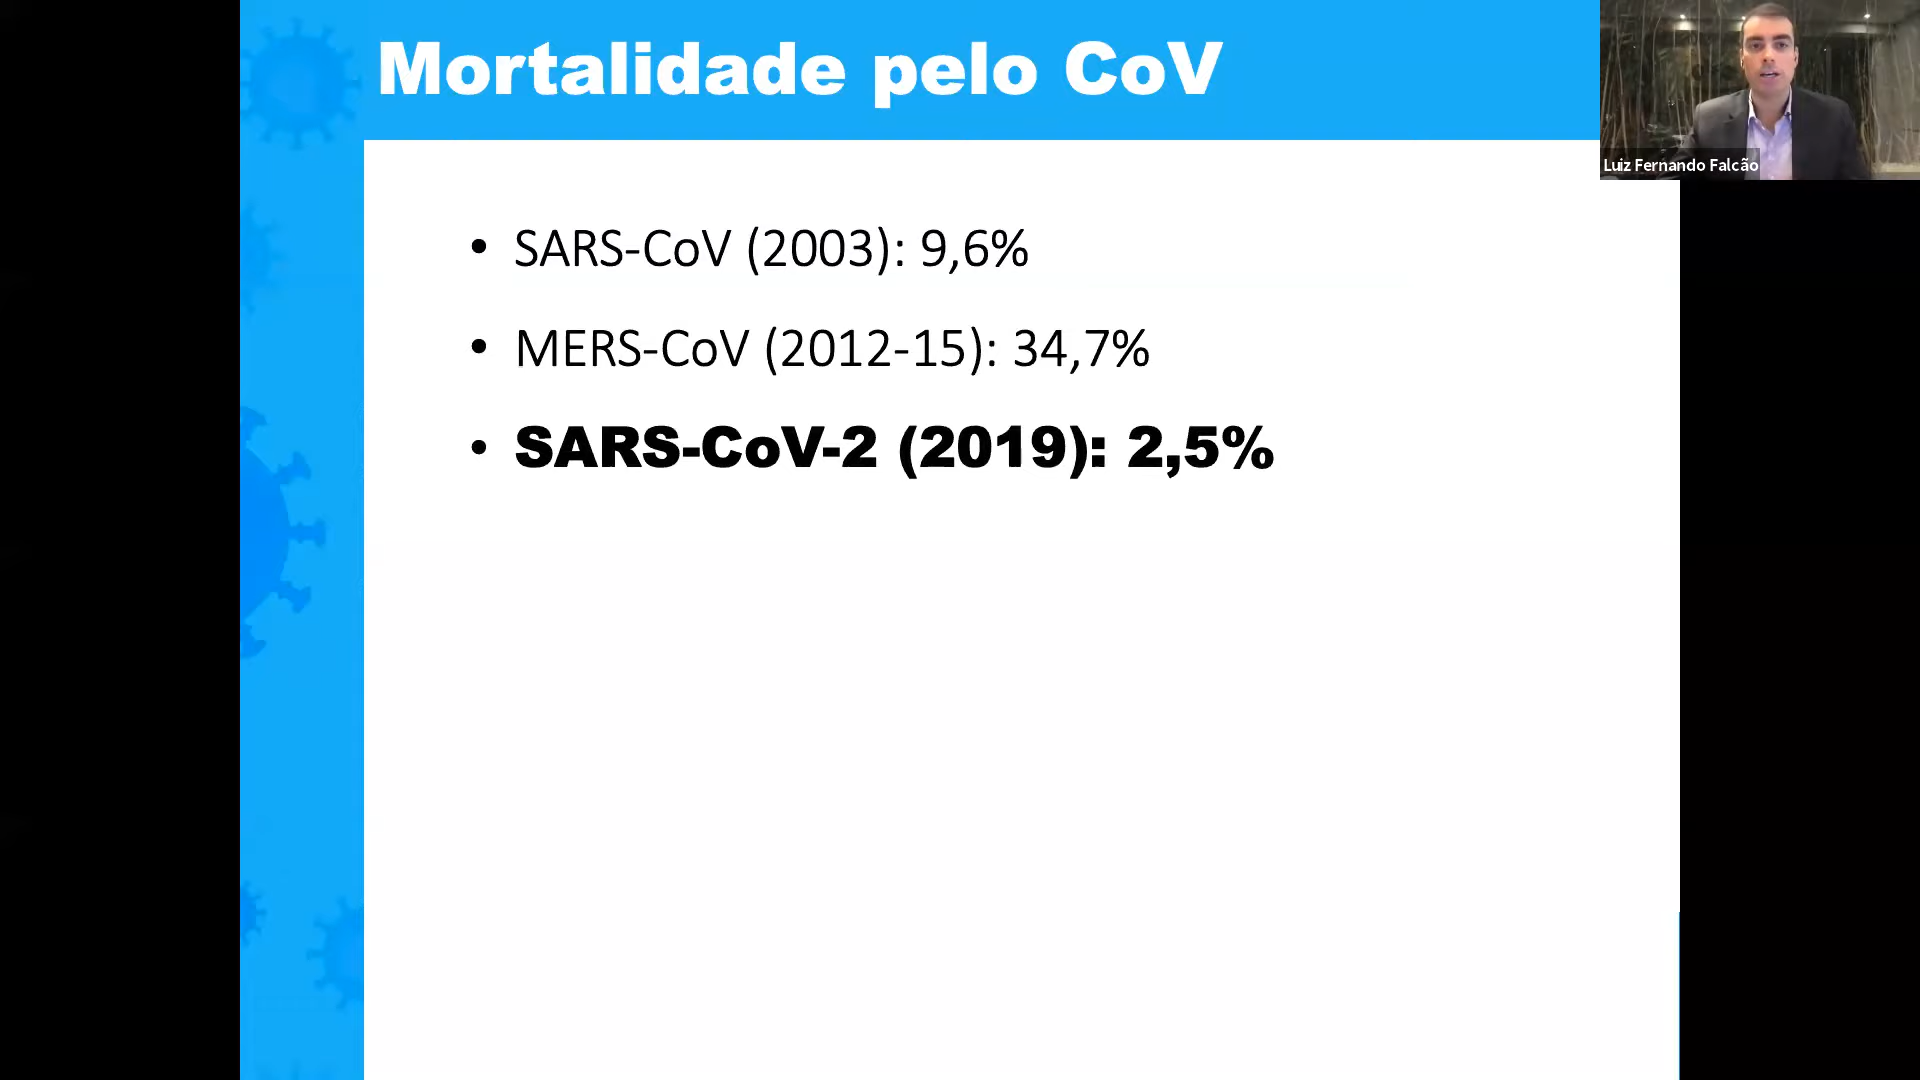 Mortalidade pelo CoV
Luiz Fernando Falcão
• SARS-CoV (2003): 9,6%
• MERS-CoV (2012-15): 34,7%
• SARS-CoV-2 (2019): 2,5%